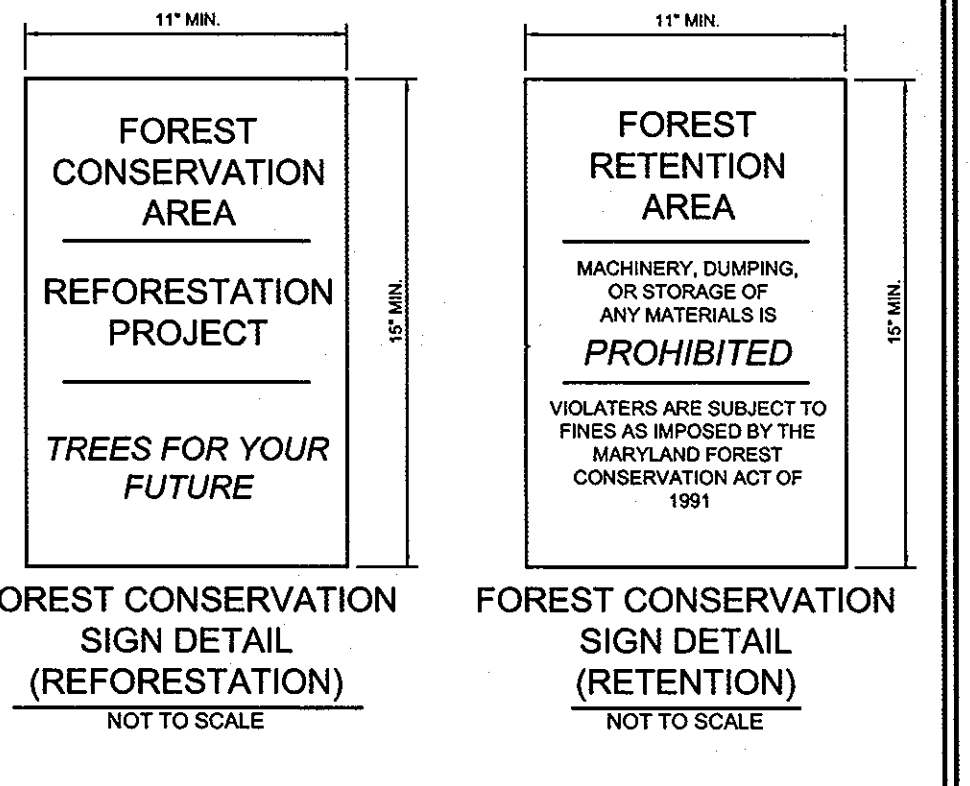 11" MIN.
FOREST
CONSERVATION
AREA
REFORESTATION
PROJECT
TREES FOR YOUR
FUTURE
15" MIN.
OREST CONSERVATION
SIGN DETAIL
(REFORESTATION)
NOT TO SCALE
11" MIN.
FOREST
RETENTION
AREA
MACHINERY, DUMPING,
OR STORAGE OF
ANY MATERIALS IS
PROHIBITED
VIOLATERS ARE SUBJECT TO
FINES AS IMPOSED BY THE
MARYLAND FOREST
CONSERVATION ACT OF
1991
15" MIN.
FOREST CONSERVATION
SIGN DETAIL
(RETENTION)
NOT TO SCALE